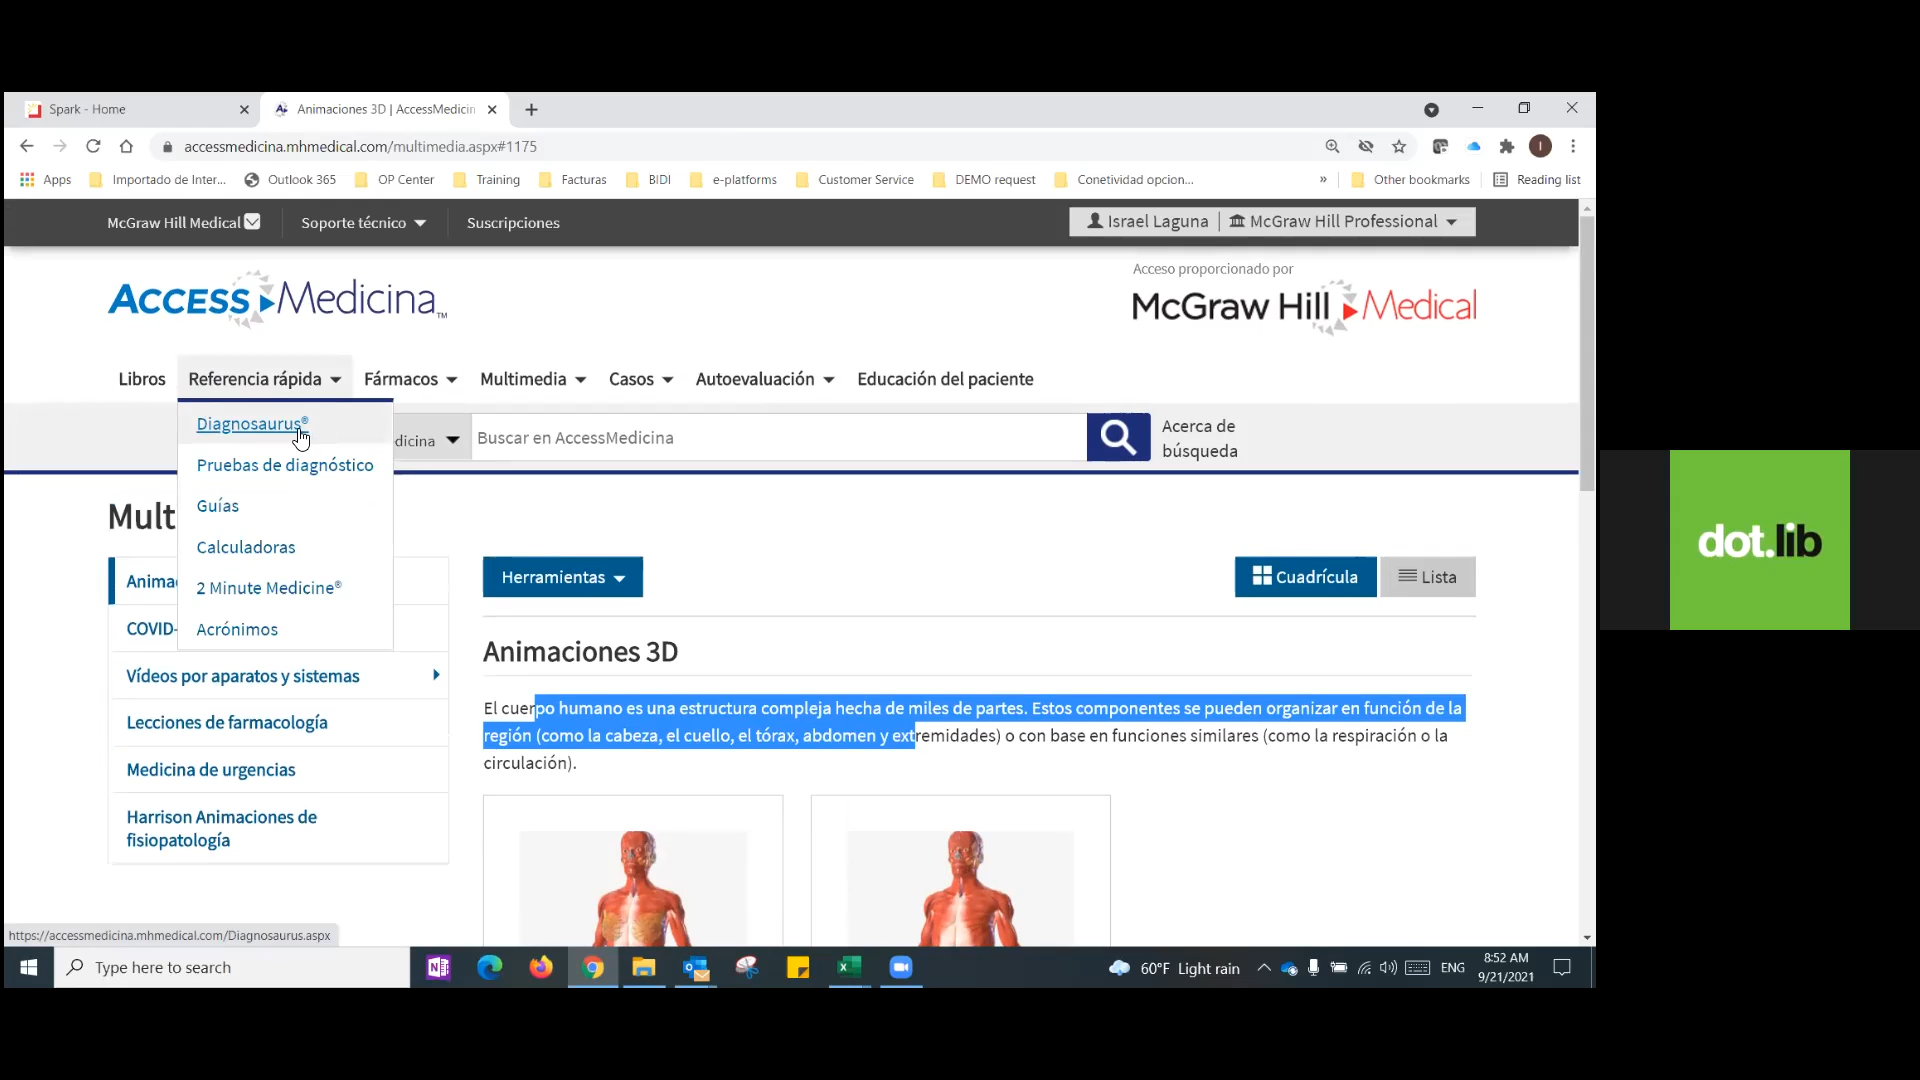 Spark - Home
Animaciones 3D | AccessMedicin
accessmedicina.mhmedical.com/multimedia.aspx#1175
Apps
Importado de Inter...
Outlook 365
OP Center
Training
Facturas
BIDI
e-platforms
Customer Service
DEMO request
Conetividad opcion...
»
Other bookmarks
Reading list
McGraw Hill Medical
Soporte técnico
Suscripciones
Israel Laguna | McGraw Hill Professional
Acceso proporcionado por
ACCESS Medicina™
McGraw Hill Medical
Libros
Referencia rápida
Fármacos
Multimedia
Casos
Autoevaluación
Educación del paciente
Diagnosaurus®
Pruebas de diagnóstico
Guías
Calculadoras
2 Minute Medicine®
Acrónimos
dicina
Buscar en AccessMedicina
Acerca de
búsqueda
Mult
Anima
COVID-
Vídeos por aparatos y sistemas
Lecciones de farmacología
Medicina de urgencias
Harrison Animaciones de
fisiopatología
Herramientas
Cuadrícula
Lista
Animaciones 3D
El cuerpo humano es una estructura compleja hecha de miles de partes. Estos componentes se pueden organizar en función de la
región (como la cabeza, el cuello, el tórax, abdomen y extremidades) o con base en funciones similares (como la respiración o la
circulación).
https://accessmedicina.mhmedical.com/Diagnosaurus.aspx
Type here to search
60°F Light rain
ENG
8:52 AM
9/21/2021
dot.lib